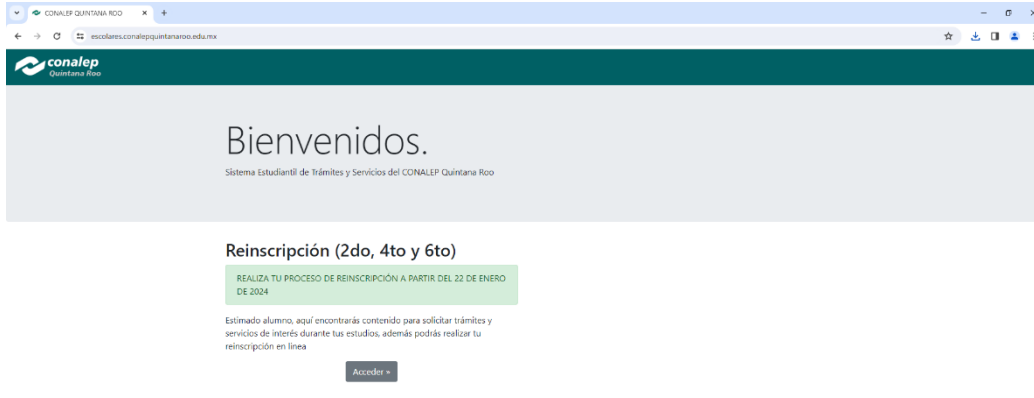 CONALEP QUINTANA ROO
escolares.conalepquintanaroo.edu.mx
conalep
Quintana Roo
Bienvenidos.
Sistema Estudiantil de Trámites y Servicios del CONALEP Quintana Roo
Reinscripción (2do, 4to y 6to)
REALIZA TU PROCESO DE REINSCRIPCIÓN A PARTIR DEL 22 DE ENERO
DE 2024
Estimado alumno, aquí encontrarás contenido para solicitar trámites y
servicios de interés durante tus estudios, además podrás realizar tu
reinscripción en linea
Acceder »